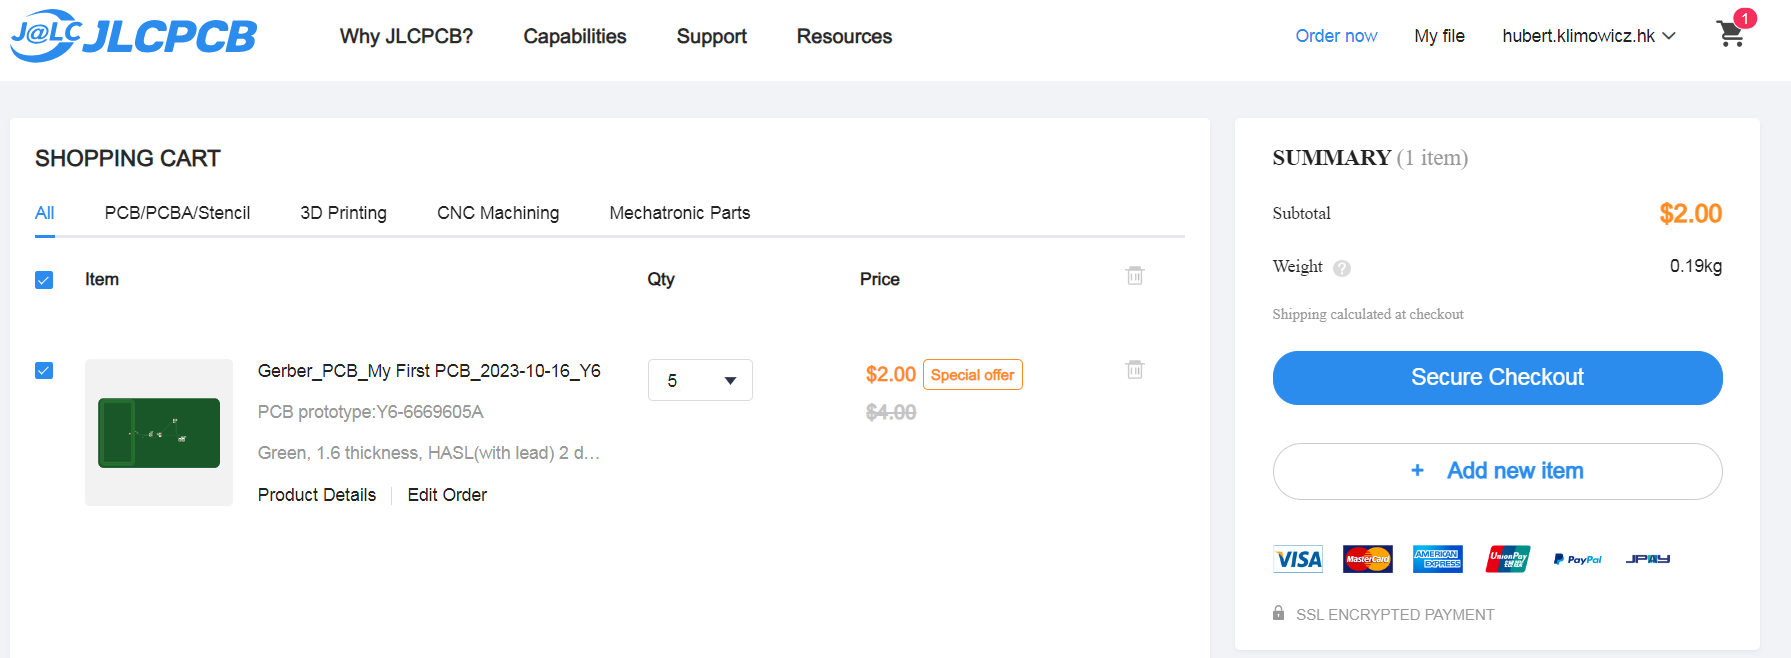 J@LC JLCPCB
Why JLCPCB?
Capabilities
Support
Resources
Order now
My file
hubert.klimowicz.hk
1
SHOPPING CART
All
PCB/PCBA/Stencil
3D Printing
CNC Machining
Mechatronic Parts
Item
Qty
Price
Gerber_PCB_My First PCB_2023-10-16_Y6
PCB prototype:Y6-6669605A
Green, 1.6 thickness, HASL(with lead) 2 d...
Product Details
Edit Order
5
$2.00
Special offer
$4.00
SUMMARY (1 item)
Subtotal
$2.00
Weight ?
0.19kg
Shipping calculated at checkout
Secure Checkout
+ Add new item
VISA
MasterCard
AMERICAN EXPRESS
UnionPay
银联
PayPal
JPAY
SSL ENCRYPTED PAYMENT